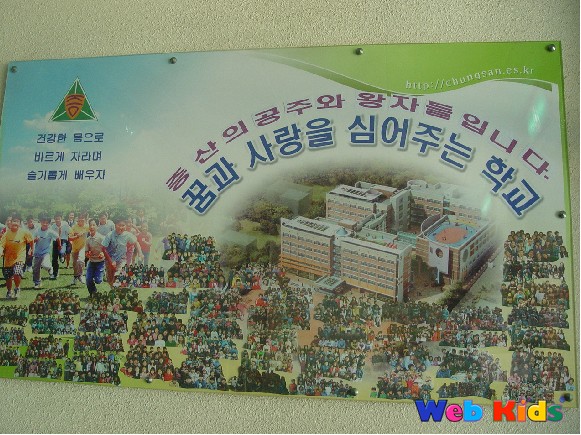 http://chungsan.es.kr
충산의공주와 왕자들입니다.
꿈과 사랑을 심어주는 학교
건강한 몸으로
바르게 자라며
슬기롭게 배우자
Web Kids